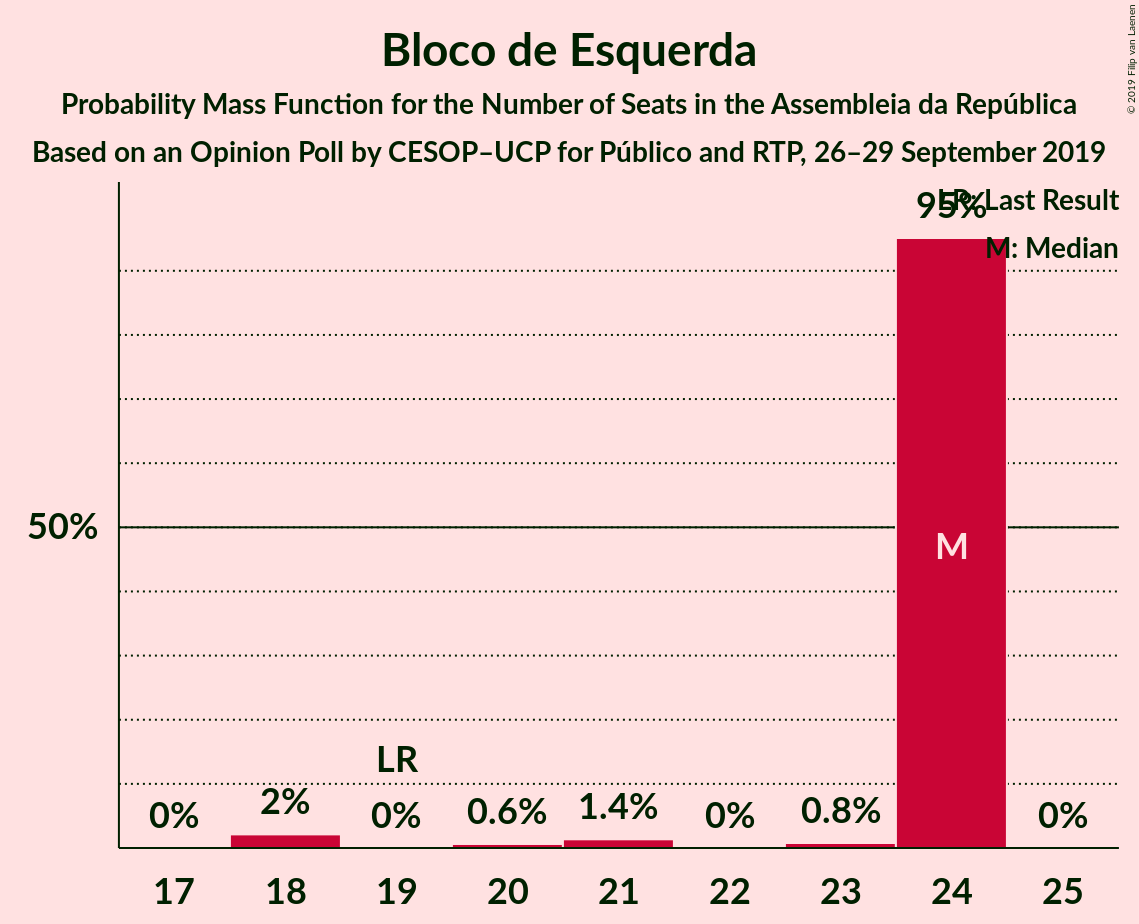 Bloco de Esquerda
Probability Mass Function for the Number of Seats in the Assembleia da República
Based on an Opinion Poll by CESOP–UCP for Público and RTP, 26–29 September 2019
© 2019 Filip van Laenen
LR: Last Result
M: Median
95%
50%
M
LR
0% 2% 0% 0.6% 1.4% 0% 0.8% 0%
17 18 19 20 21 22 23 24 25